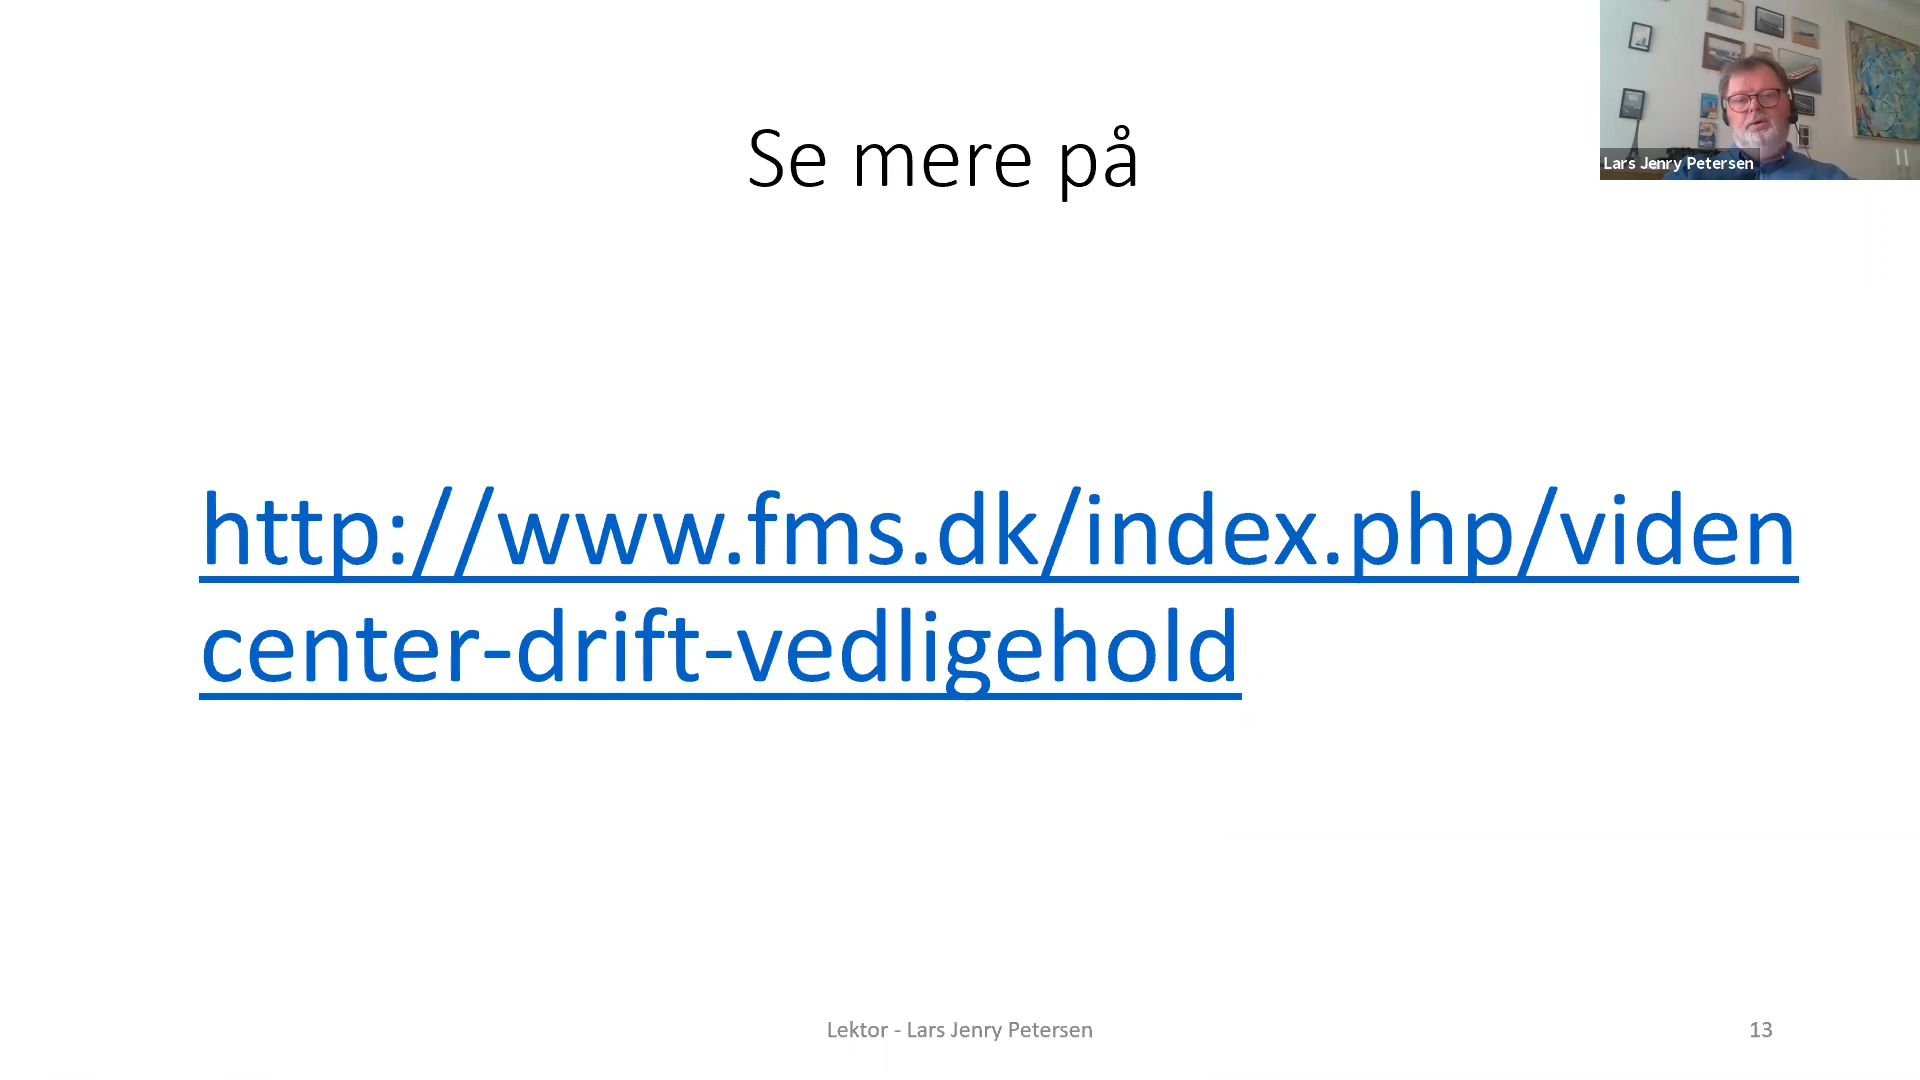 Se mere på
Lars Jenry Petersen
http://www.fms.dk/index.php/viden
center-drift-vedligehold
Lektor - Lars Jenry Petersen
13